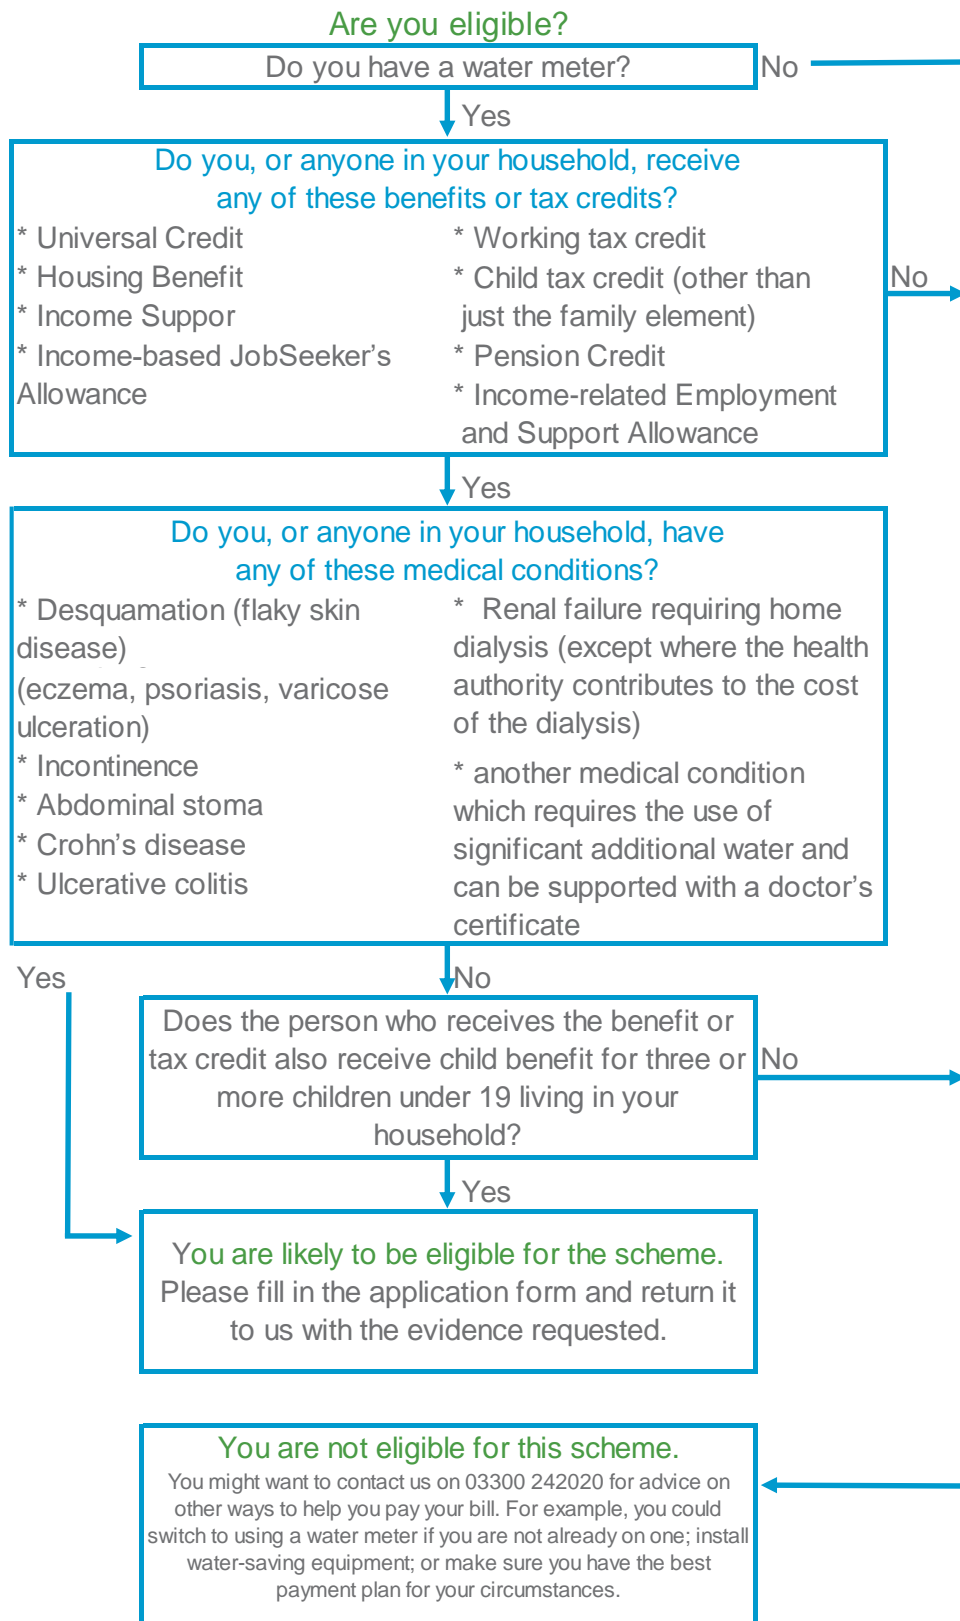 Are you eligible?
Do you have a water meter?
No
Yes
Do you, or anyone in your household, receive
any of these benefits or tax credits?
* Universal Credit
* Housing Benefit
* Income Suppor
* Income-based JobSeeker's
Allowance
* Working tax credit
* Child tax credit (other than
just the family element)
* Pension Credit
* Income-related Employment
and Support Allowance
No
Yes
Do you, or anyone in your household, have
any of these medical conditions?
* Desquamation (flaky skin
disease)
(eczema, psoriasis, varicose
ulceration)
* Incontinence
* Abdominal stoma
* Crohn's disease
* Ulcerative colitis
* Renal failure requiring home
dialysis (except where the health
authority contributes to the cost
of the dialysis)
* another medical condition
which requires the use of
significant additional water and
can be supported with a doctor's
certificate
Yes
No
Does the person who receives the benefit or
tax credit also receive child benefit for three or
more children under 19 living in your
household?
No
Yes
You are likely to be eligible for the scheme.
Please fill in the application form and return it
to us with the evidence requested.
You are not eligible for this scheme.
You might want to contact us on 03300 242020 for advice on
other ways to help you pay your bill. For example, you could
switch to using a water meter if you are not already on one; install
water-saving equipment; or make sure you have the best
payment plan for your circumstances.